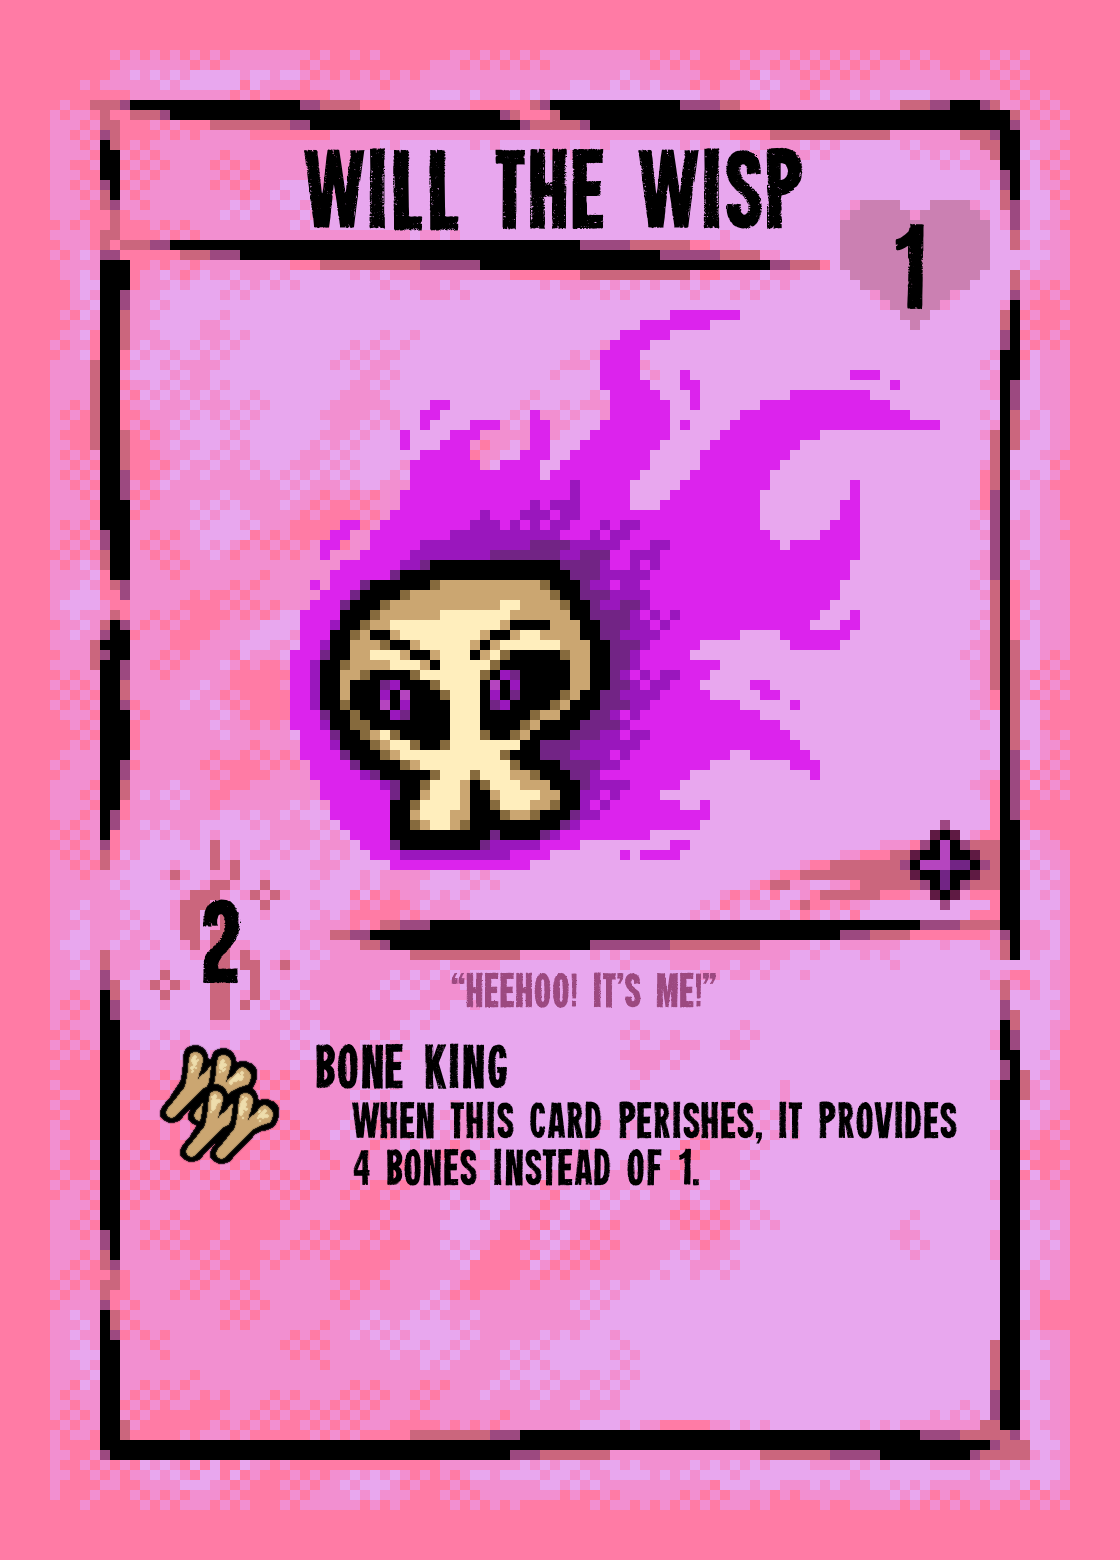 WILL THE WISP
1
2
“HEEHOO! IT’S ME!”
BONE KING
WHEN THIS CARD PERISHES, IT PROVIDES
4 BONES INSTEAD OF 1.